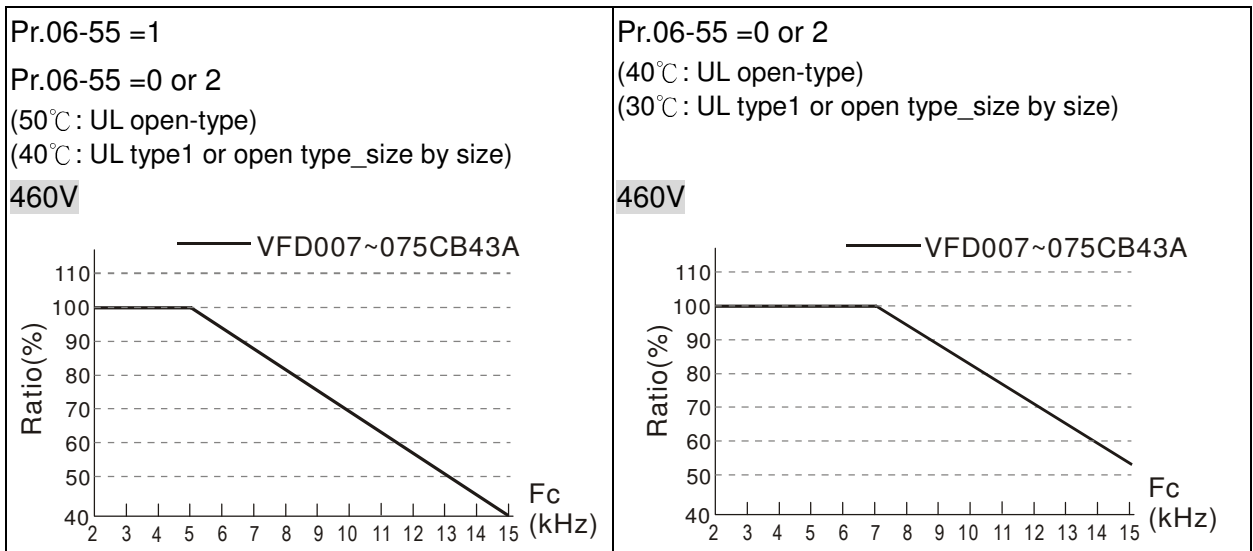 Pr.06-55 =1
Pr.06-55 =0 or 2
(50℃: UL open-type)
(40℃: UL type1 or open type_size by size)
460V
VFD007~075CB43A
Ratio(%)
110
100
90
80
70
60
50
40
2 3 4 5 6 7 8 9 10 11 12 13 14 15
Fc
(kHz)
Pr.06-55 =0 or 2
(40℃: UL open-type)
(30℃: UL type1 or open type_size by size)
460V
VFD007~075CB43A
Ratio(%)
110
100
90
80
70
60
50
40
2 3 4 5 6 7 8 9 10 11 12 13 14 15
Fc
(kHz)